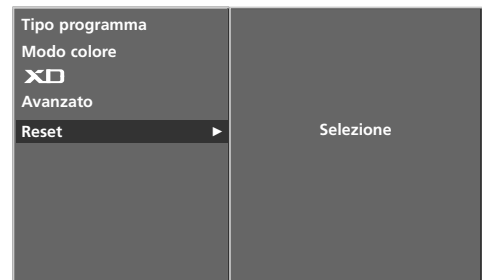 Tipo programma
Modo colore
XD
Avanzato
Reset ►
Selezione